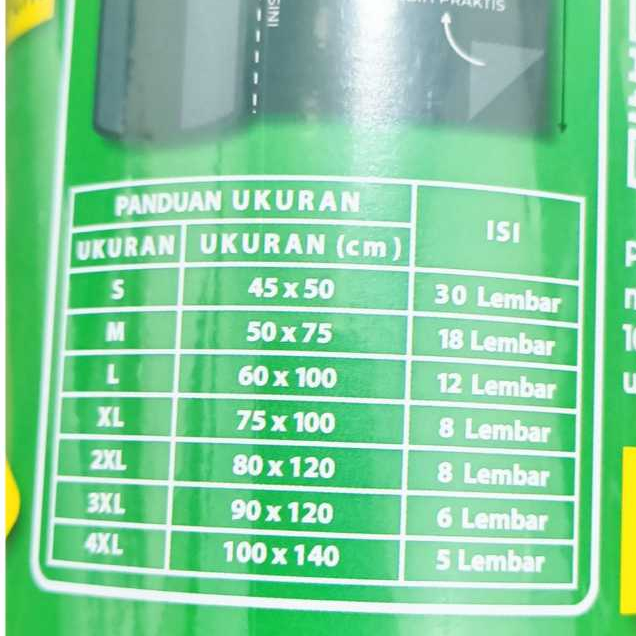 SINI
PRAKTIS
PANDUAN UKURAN
ISI
UKURAN UKURAN (cm)
S 45 x 50 30 Lembar
M 50 x 75 18 Lembar
L 60 x 100 12 Lembar
XL 75 x 100 8 Lembar
2XL 80 x 120 8 Lembar
3XL 90 x 120 6 Lembar
4XL 100 x 140 5 Lembar